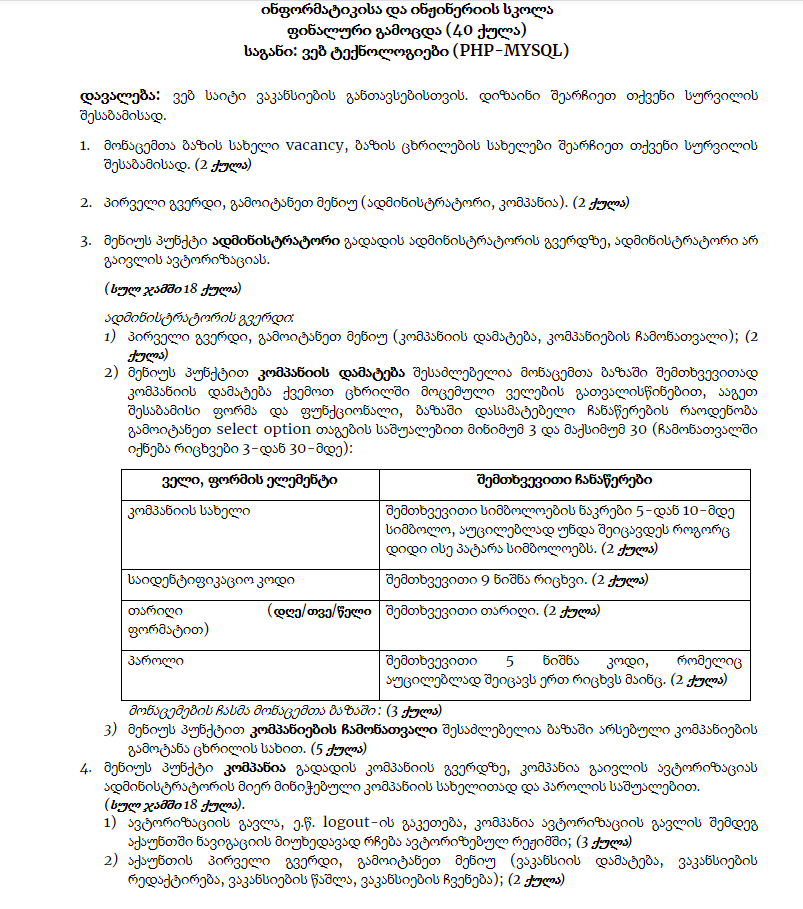 ინფორმატიკისა და ინჟინერიის სკოლა
ფინალური გამოცდა (40 ქულა)
საგანი: ვებ ტექნოლოგიები (PHP-MYSQL)
დავალება: ვებ საიტი ვაკანსიების განთავსებისთვის. დიზაინი შეარჩიეთ თქვენი სურვილის
შესაბამისად.
1. მონაცემთა ბაზის სახელი vacancy, ბაზის ცხრილების სახელები შეარჩიეთ თქვენი სურვილის
შესაბამისად. (2 ქულა)
2. პირველი გვერდი, გამოიტანეთ მენიუ (ადმინისტრატორი, კომპანია). (2 ქულა)
3. მენიუს პუნქტი ადმინისტრატორი გადადის ადმინისტრატორის გვერდზე, ადმინისტრატორი არ
გაივლის ავტორიზაციას.
(სულ ჯამში 18 ქულა)
ადმინისტრატორის გვერდი:
1) პირველი გვერდი, გამოიტანეთ მენიუ (კომპანიის დამატება, კომპანიების ჩამონათვალი); (2
ქულა)
2) მენიუს პუნქტით კომპანიის დამატება შესაძლებელია მონაცემთა ბაზაში შემთხვევითად
კომპანიის დამატება ქვემოთ ცხრილში მოცემული ველების გათვალისწინებით, ააგეთ
შესაბამისი ფორმა და ფუნქციონალი, ბაზაში დასამატებელი ჩანაწერების რაოდენობა
გამოიტანეთ select option თაგების საშუალებით მინიმუმ 3 და მაქსიმუმ 30 (ჩამონათვალში
იქნება რიცხვები 3-დან 30-მდე):
ველი, ფორმის ელემენტი შემთხვევითი ჩანაწერები
კომპანიის სახელი შემთხვევითი სიმბოლოების ნაკრები 5-დან 10-მდე
სიმბოლო, აუცილებლად უნდა შეიცავდეს როგორც
დიდი ისე პატარა სიმბოლოებს. (2 ქულა)
საიდენტიფიკაციო კოდი შემთხვევითი 9 ნიშნა რიცხვი. (2 ქულა)
თარიღი (დღე/თვე/წელი შემთხვევითი თარიღი. (2 ქულა)
ფორმატით)
პაროლი შემთხვევითი 5 ნიშნა კოდი, რომელიც
აუცილებლად შეიცავს ერთ რიცხვს მაინც. (2 ქულა)
მონაცემების ჩასმა მონაცემთა ბაზაში: (3 ქულა)
3) მენიუს პუნქტით კომპანიების ჩამონათვალი შესაძლებელია ბაზაში არსებული კომპანიების
გამოტანა ცხრილის სახით. (5 ქულა)
4. მენიუს პუნქტი კომპანია გადადის კომპანიის გვერდზე, კომპანია გაივლის ავტორიზაციას
ადმინისტრატორის მიერ მინიჭებული კომპანიის სახელითად და პაროლის საშუალებით.
(სულ ჯამში 18 ქულა).
1) ავტორიზაციის გავლა, ე.წ. logout-ის გაკეთება, კომპანია ავტორიზაციის გავლის შემდეგ
აქაუნთში ნავიგაციის მიუხედავად რჩება ავტორიზებულ რეჟიმში; (3 ქულა)
2) აქაუნთის პირველი გვერდი, გამოიტანეთ მენიუ (ვაკანსიის დამატება, ვაკანსიების
რედაქტირება, ვაკანსიების წაშლა, ვაკანსიების ჩვენება); (2 ქულა)